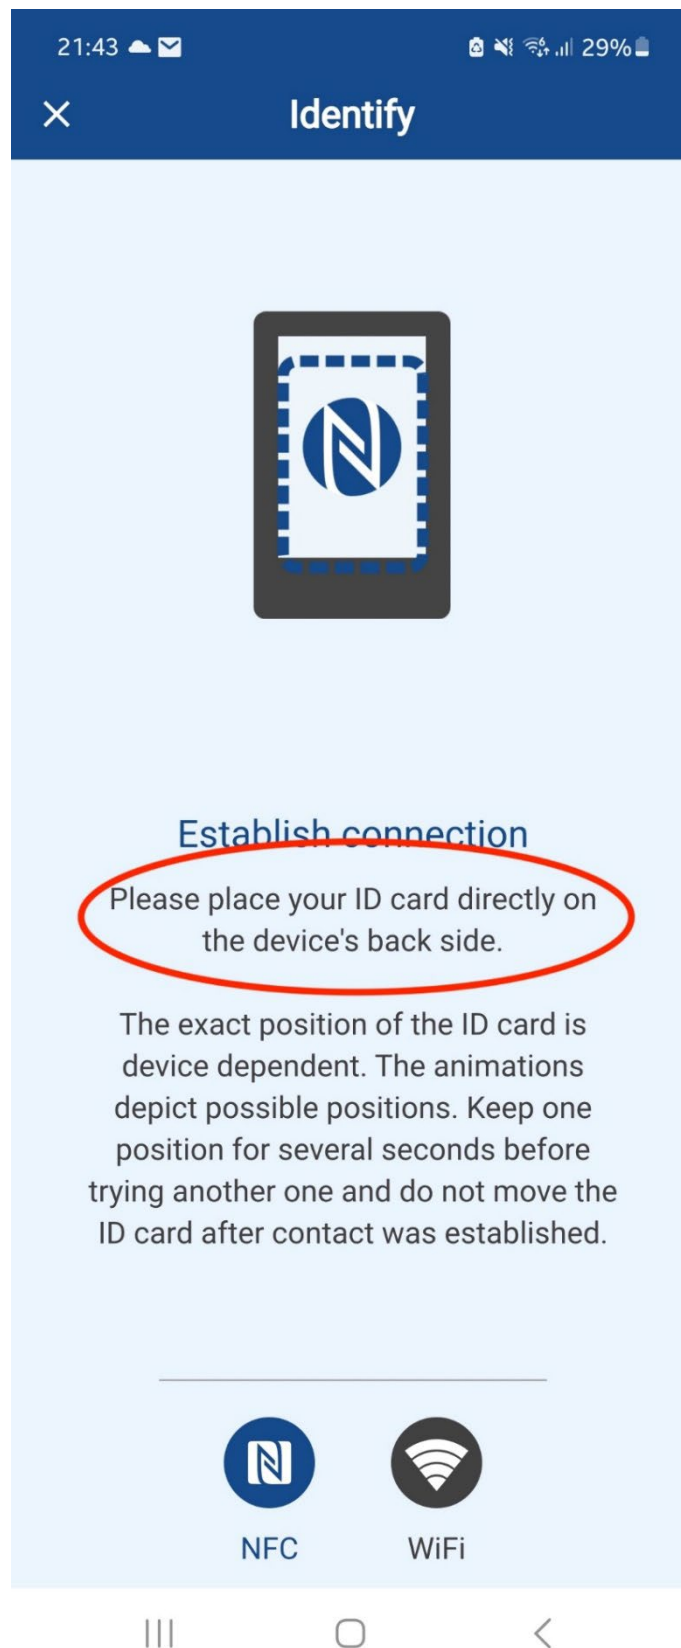 21:43
29%
Identify
Establish connection
Please place your ID card directly on
the device's back side.
The exact position of the ID card is
device dependent. The animations
depict possible positions. Keep one
position for several seconds before
trying another one and do not move the
ID card after contact was established.
NFC
WiFi